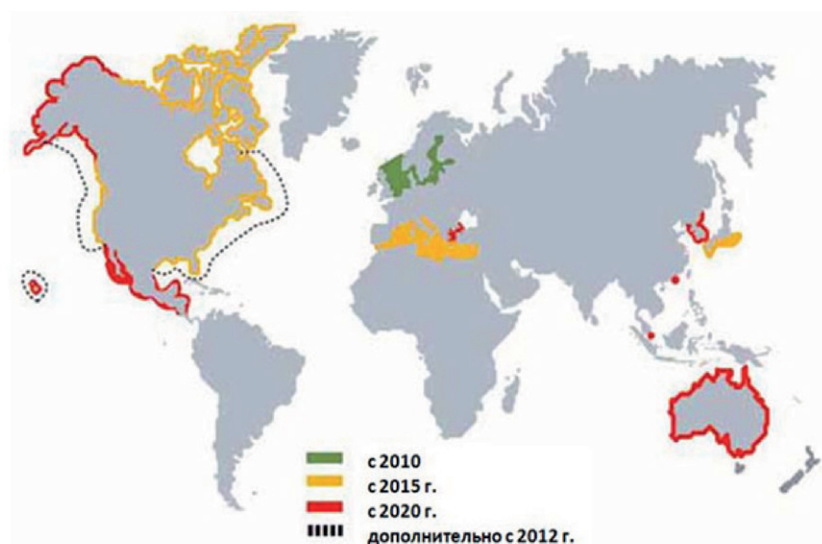 с 2010
с 2015 г.
с 2020 г.
дополнительно с 2012 г.